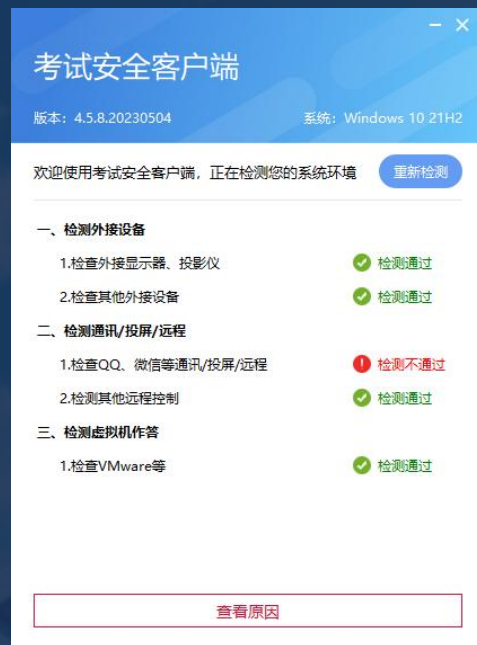 考试安全客户端
版本：4.5.8.20230504 系统：Windows 10 21H2
欢迎使用考试安全客户端，正在检测您的系统环境 重新检测
一、检测外接设备
1.检查外接显示器、投影仪 检测通过
2.检查其他外接设备 检测通过
二、检测通讯/投屏/远程
1.检查QQ、微信等通讯/投屏/远程 检测不通过
2.检测其他远程控制 检测通过
三、检测虚拟机作答
1.检查VMware等 检测通过
查看原因